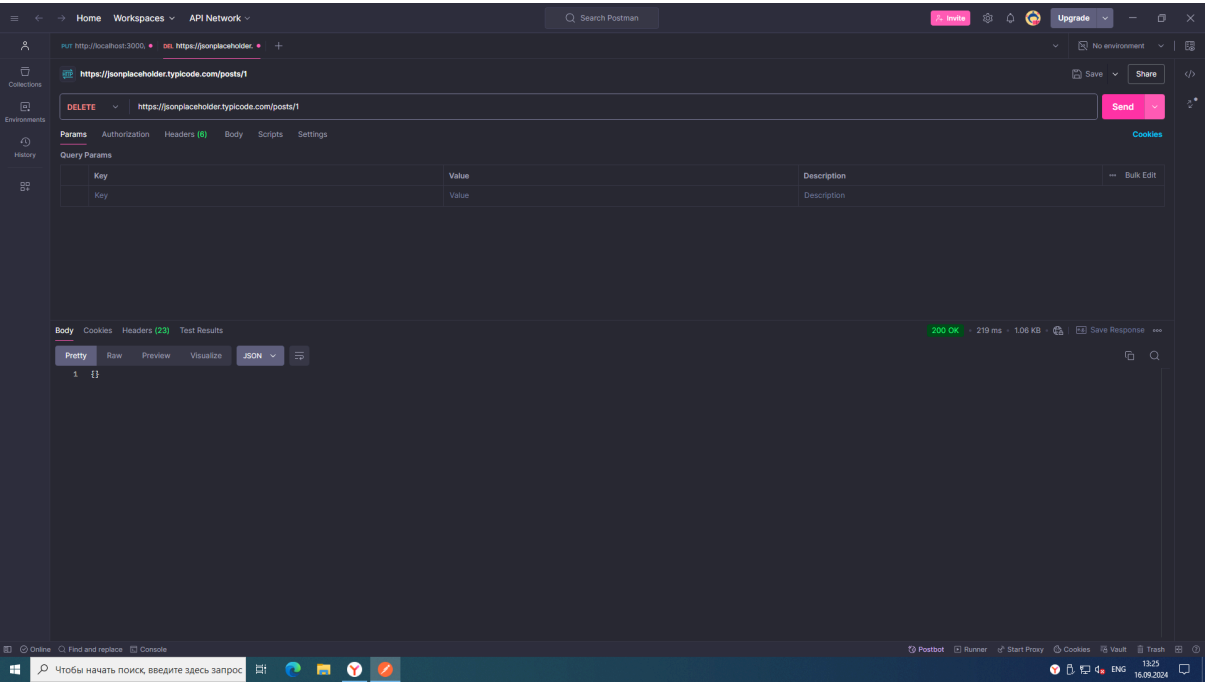 Home Workspaces API Network Search Postman Invite Upgrade
PUT http://localhost:3000, DEL https://jsonplaceholder. No environment
https://jsonplaceholder.typicode.com/posts/1 Save Share
Collections
DELETE https://jsonplaceholder.typicode.com/posts/1 Send
Environments
Params Authorization Headers (6) Body Scripts Settings Cookies
History
Query Params
Key Value Description Bulk Edit
Key Value Description
Body Cookies Headers (23) Test Results 200 OK 219 ms 1.06 KB Save Response
Pretty Raw Preview Visualize JSON
1 {}
Online Find and replace Console Postbot Runner Start Proxy Cookies Vault Trash
Чтобы начать поиск, введите здесь запрос ENG 13:25
16.09.2024